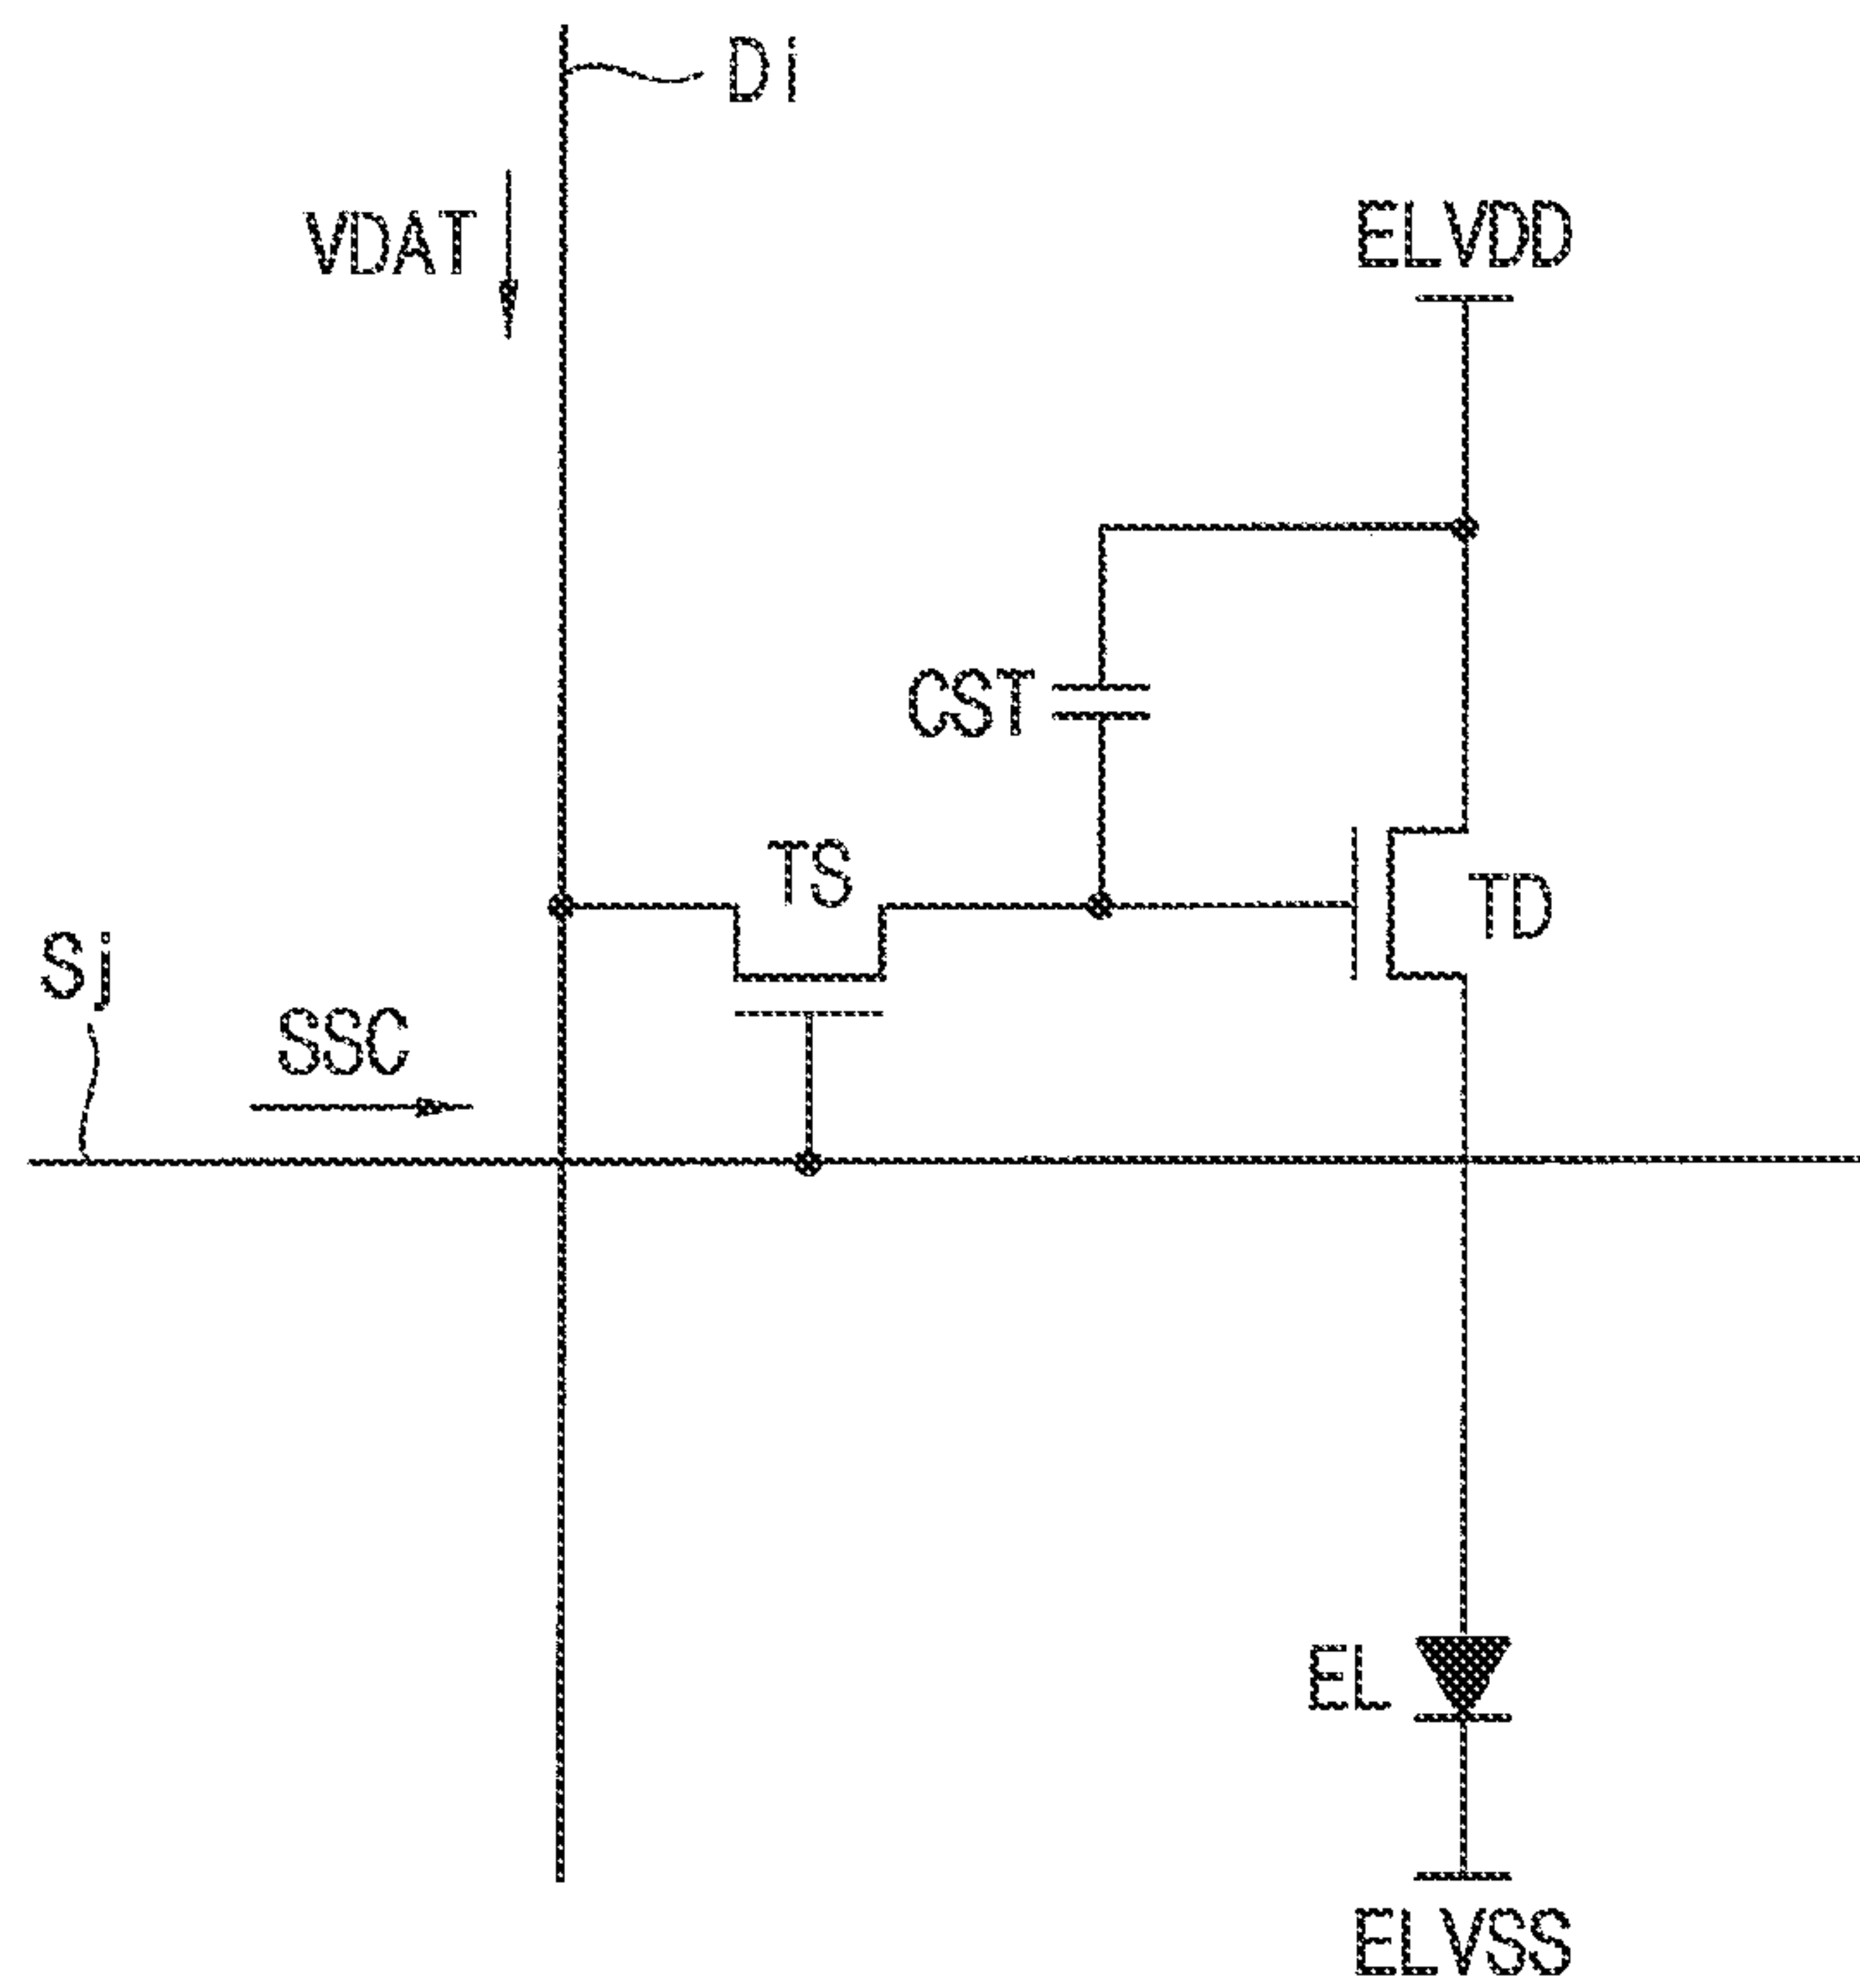 Di
VDAT
ELVDD
CST
TS
TD
Sj
SSC
EL
ELVSS